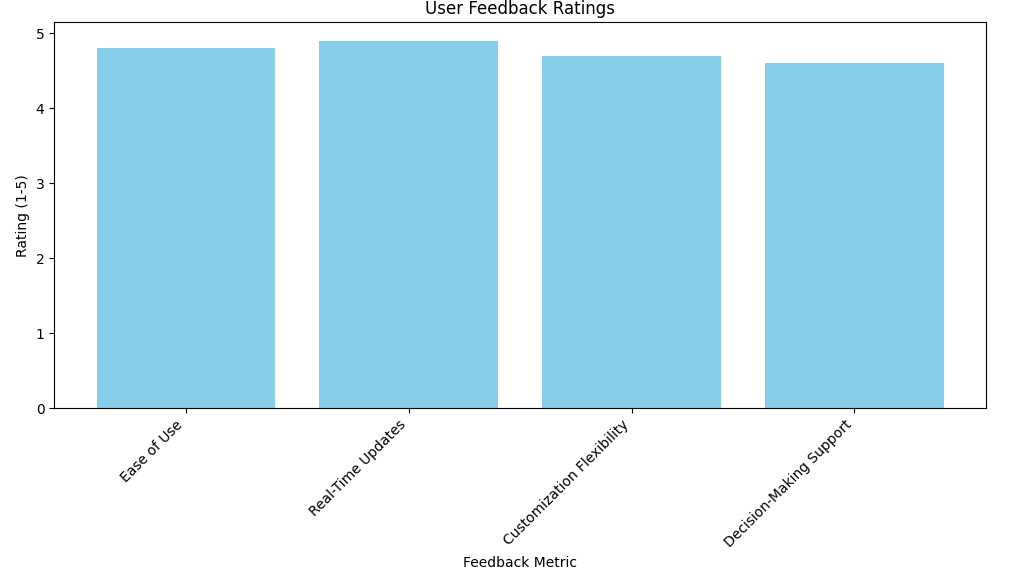 User Feedback Ratings
Rating (1-5)
5
4
3
2
1
0
Ease of Use
Real-Time Updates
Customization Flexibility
Decision-Making Support
Feedback Metric